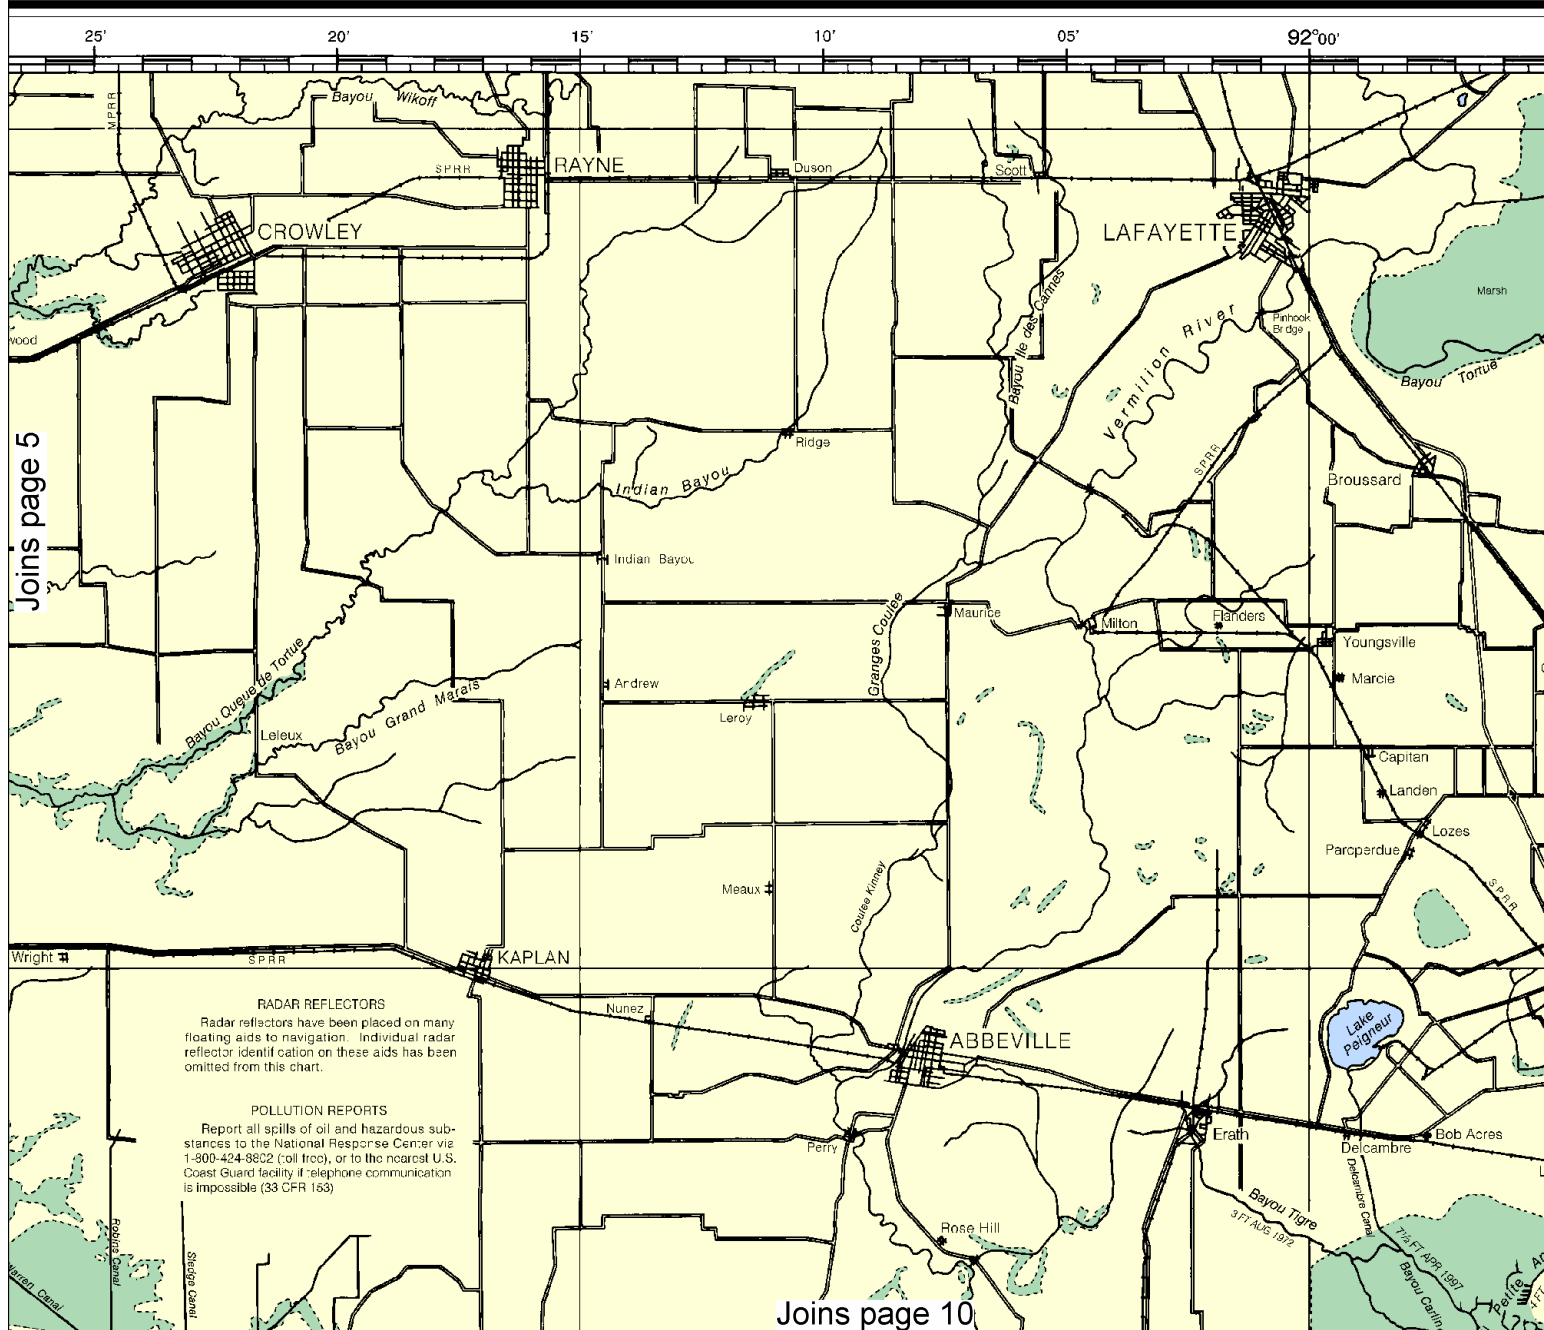 25'
20'
15'
10'
05'
92°00'
Bayou Wikoff
MPRR
RAYNE
SPRR
Duson
Scott
CROWLEY
LAFAYETTE
Marsh
Vermilion River
Pinhook
Bridge
Bayou Ile des Cannes
Bayou Tortue
Ridge
SPRR
Broussard
Indian Bayou
Joins page 5
Indian Bayou
Granges Coulee
Maurice
Milton
Flanders
Youngsville
Bayou Queue de Tortue
Andrew
Marcie
Bayou Grand Marais
Leroy
Leleux
Capitan
Landen
Lozes
Parcperdue
Meaux
Coulee Kinney
SPRR
Wright
SPRR
KAPLAN
RADAR REFLECTORS
Radar reflectors have been placed on many
floating aids to navigation. Individual radar
reflector identification on these aids has been
omitted from this chart.
Nunez
Lake
Peigneur
ABBEVILLE
POLLUTION REPORTS
Report all spills of oil and hazardous sub-
stances to the National Response Center via
1-800-424-8802 (toll free), or to the nearest U.S.
Coast Guard facility if telephone communication
is impossible (33 CFR 153)
Perry
Erath
Delcambre
Bob Acres
Delcambre Canal
Bayou Tigre
3 FT AUG 1972
Rose Hill
7½ FT APR 1997
Robins Canal
Sledge Canal
Warren Canal
Bayou Carlin
Petite
Joins page 10